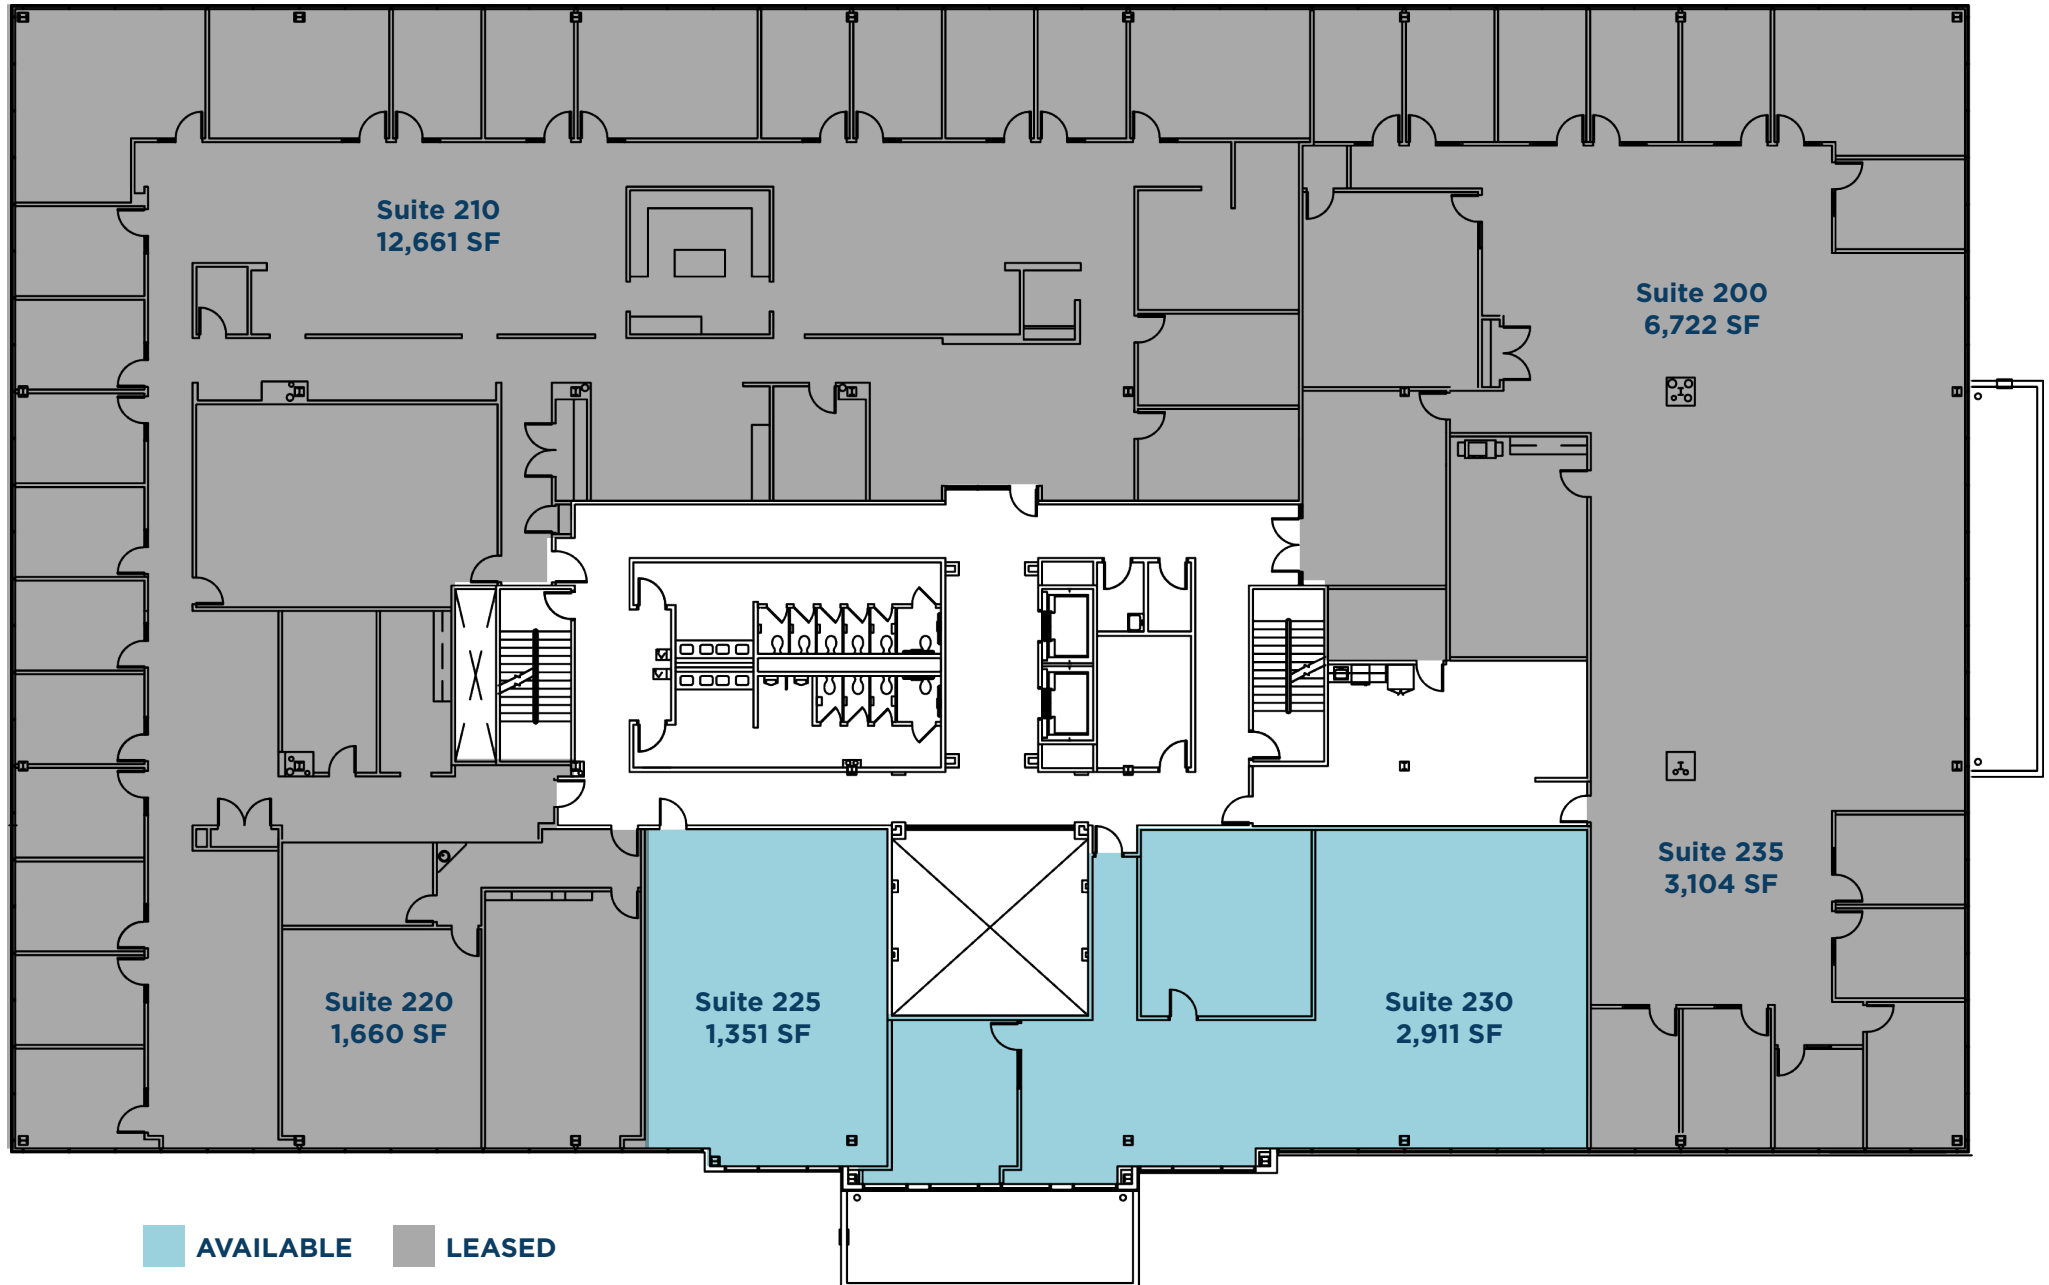 Suite 210
12,661 SF
Suite 200
6,722 SF
Suite 235
3,104 SF
Suite 220
1,660 SF
Suite 225
1,351 SF
Suite 230
2,911 SF
AVAILABLE
LEASED